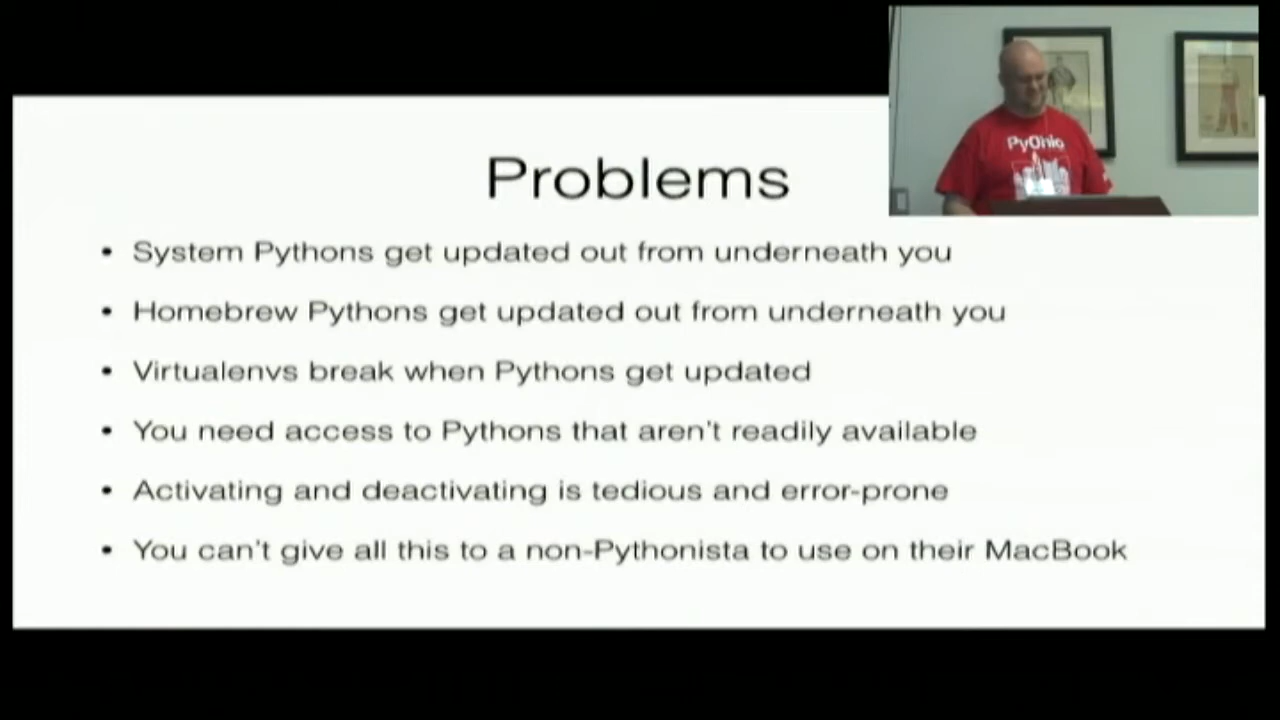 Problems
PyOhio
• System Pythons get updated out from underneath you
• Homebrew Pythons get updated out from underneath you
• Virtualenvs break when Pythons get updated
• You need access to Pythons that aren't readily available
• Activating and deactivating is tedious and error-prone
• You can't give all this to a non-Pythonista to use on their MacBook